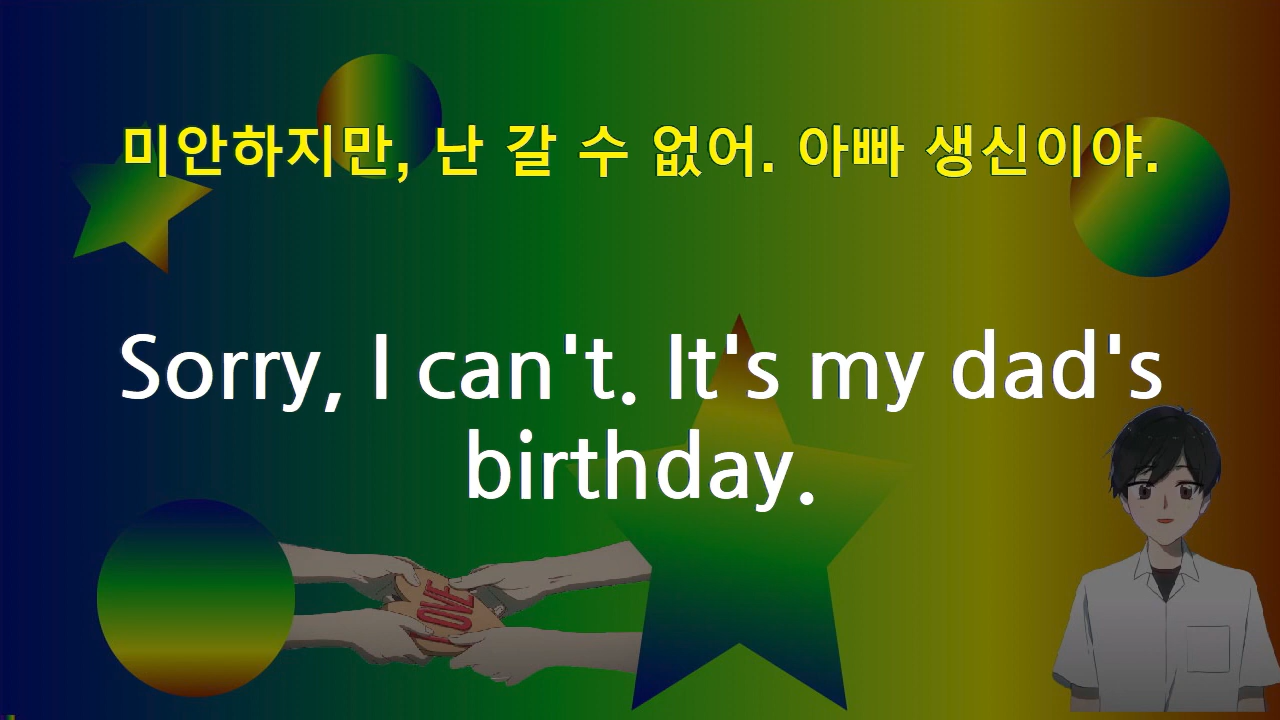 미안하지만, 난 갈 수 없어. 아빠 생신이야.
Sorry, I can't. It's my dad's
birthday.
LOVE